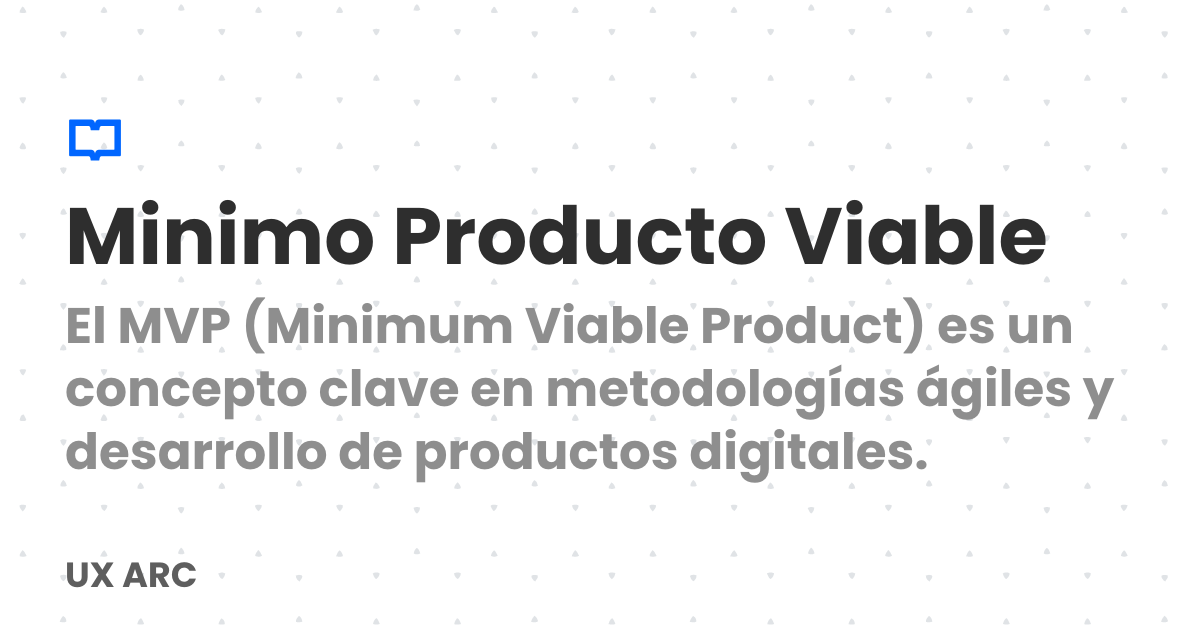 Minimo Producto Viable
El MVP (Minimum Viable Product) es un
concepto clave en metodologías ágiles y
desarrollo de productos digitales.
UX ARC